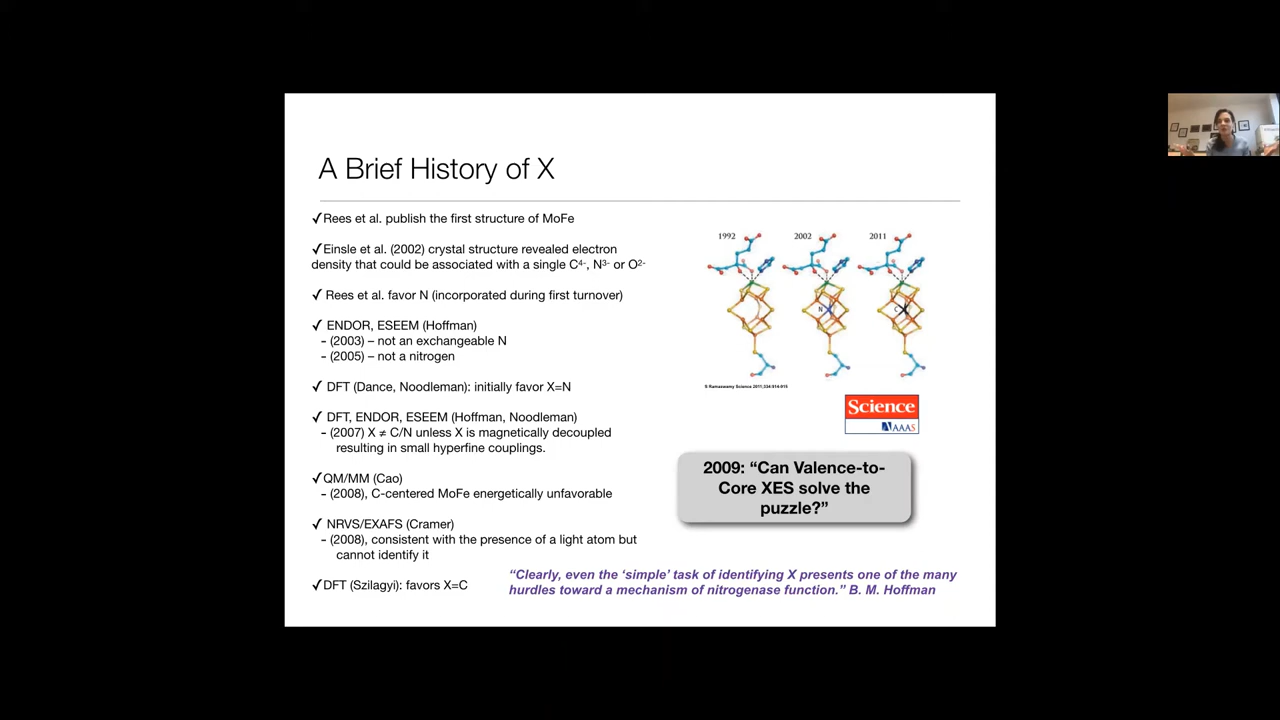 A Brief History of X
✓Rees et al. publish the first structure of MoFe
✓Einsle et al. (2002) crystal structure revealed electron
density that could be associated with a single C⁴⁻, N³⁻ or O²⁻
✓ Rees et al. favor N (incorporated during first turnover)
✓ ENDOR, ESEEM (Hoffman)
- (2003) – not an exchangeable N
- (2005) – not a nitrogen
✓ DFT (Dance, Noodleman): initially favor X=N
✓ DFT, ENDOR, ESEEM (Hoffman, Noodleman)
- (2007) X ≠ C/N unless X is magnetically decoupled
resulting in small hyperfine couplings.
✓QM/MM (Cao)
- (2008), C-centered MoFe energetically unfavorable
✓ NRVS/EXAFS (Cramer)
- (2008), consistent with the presence of a light atom but
cannot identify it
✓DFT (Szilagyi): favors X=C
1992 2002 2011
N C
S Ramaswamy Science 2011;334:914-915
Science
AAAS
2009: “Can Valence-to-
Core XES solve the
puzzle?”
“Clearly, even the ‘simple’ task of identifying X presents one of the many
hurdles toward a mechanism of nitrogenase function.” B. M. Hoffman